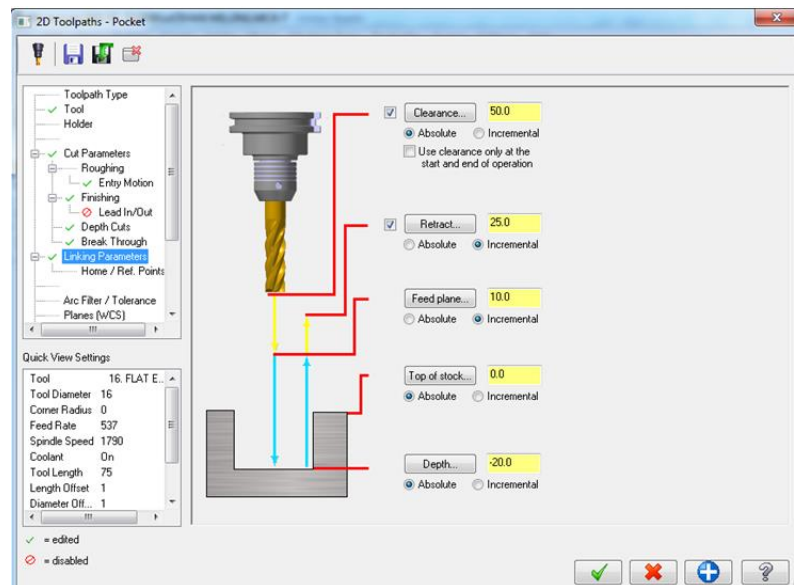 2D Toolpaths - Pocket
Toolpath Type
Tool
Holder
Cut Parameters
Roughing
Entry Motion
Finishing
Lead In/Out
Depth Cuts
Break Through
Linking Parameters
Home / Ref. Points
Arc Filter / Tolerance
Planes (WCS)
Quick View Settings
Tool 16. FLAT E...
Tool Diameter 16
Corner Radius 0
Feed Rate 537
Spindle Speed 1790
Coolant On
Tool Length 75
Length Offset 1
Diameter Off... 1
= edited
= disabled
Clearance... 50.0
Absolute Incremental
Use clearance only at the
start and end of operation
Retract... 25.0
Absolute Incremental
Feed plane... 10.0
Absolute Incremental
Top of stock... 0.0
Absolute Incremental
Depth... -20.0
Absolute Incremental